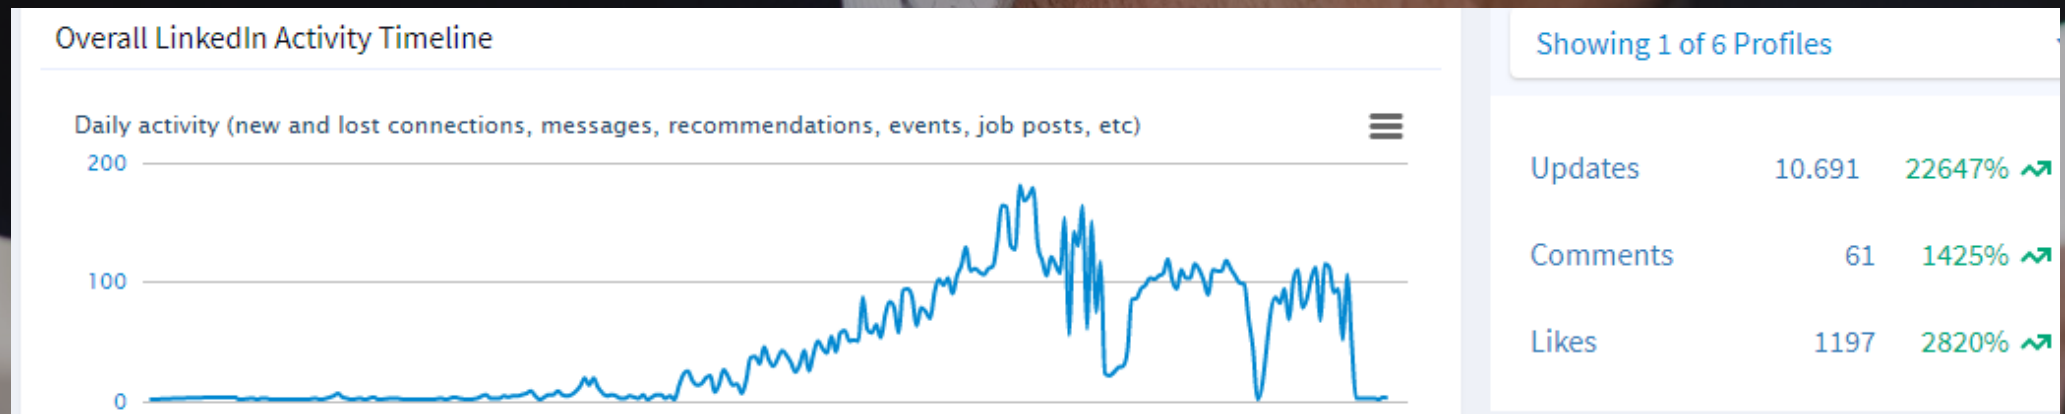 Overall LinkedIn Activity Timeline
Daily activity (new and lost connections, messages, recommendations, events, job posts, etc)
200
100
0
Showing 1 of 6 Profiles
Updates 10.691 22647%
Comments 61 1425%
Likes 1197 2820%